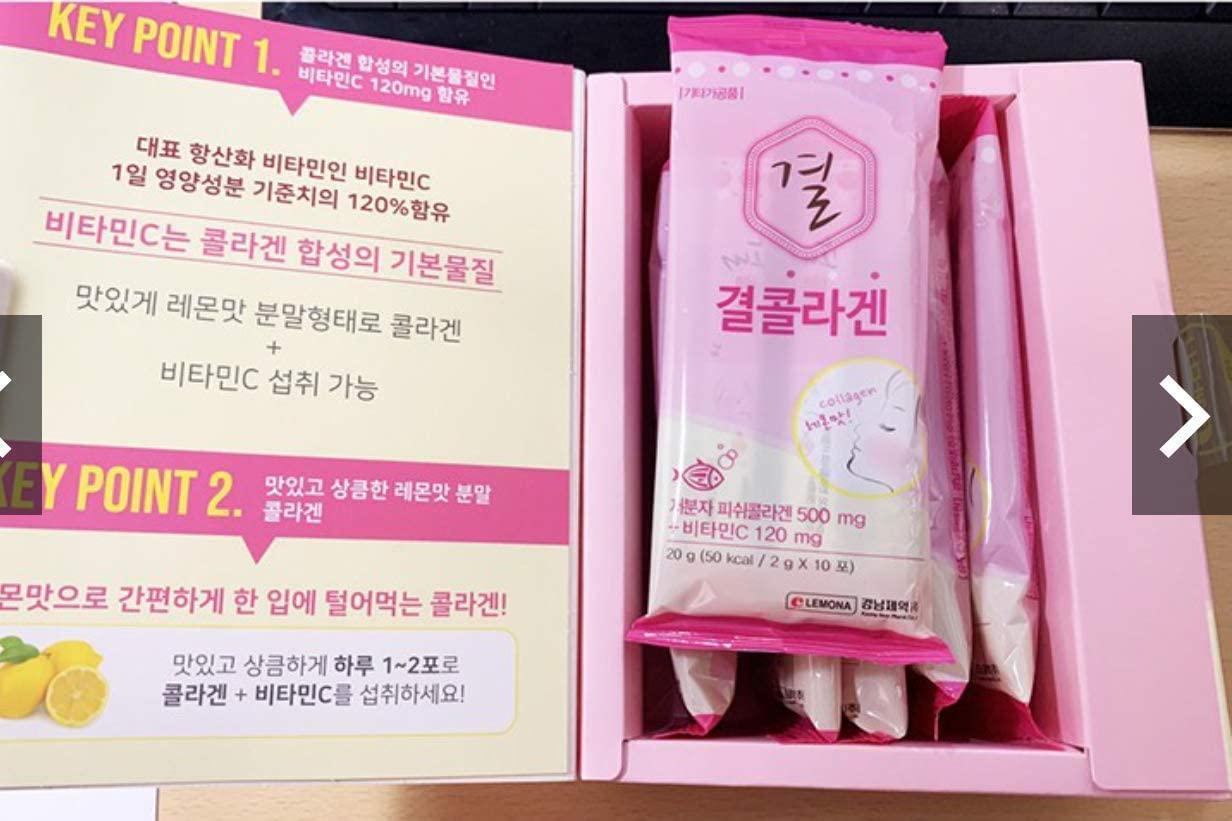 KEY POINT 1.
콜라겐 합성의 기본물질인
비타민C 120mg 함유
대표 항산화 비타민인 비타민C
1일 영양성분 기준치의 120%함유
비타민C는 콜라겐 합성의 기본물질
맛있게 레몬맛 분말형태로 콜라겐
+
비타민C 섭취 가능
KEY POINT 2.
맛있고 상큼한 레몬맛 분말
콜라겐
몬맛으로 간편하게 한 입에 털어먹는 콜라겐!
맛있고 상큼하게 하루 1~2포로
콜라겐 + 비타민C를 섭취하세요!
|기타가공품|
결
결콜라겐
collagen
레몬맛!
저분자 피쉬콜라겐 500 mg
+ 비타민C 120 mg
20 g (50 kcal / 2 g X 10 포)
LEMONA 경남제약